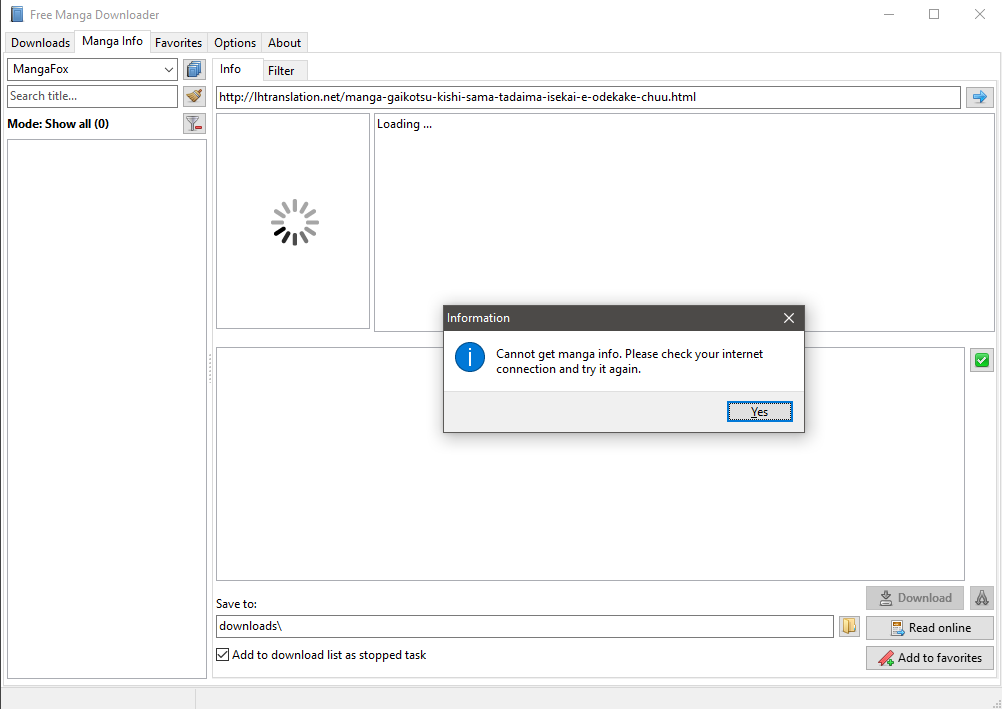 Free Manga Downloader
Downloads Manga Info Favorites Options About
MangaFox
Info Filter
Search title...
http://lhtranslation.net/manga-gaikotsu-kishi-sama-tadaima-isekai-e-odekake-chuu.html
Mode: Show all (0)
Loading ...
Information
Cannot get manga info. Please check your internet
connection and try it again.
Yes
Download
Save to:
downloads\
Read online
Add to download list as stopped task
Add to favorites